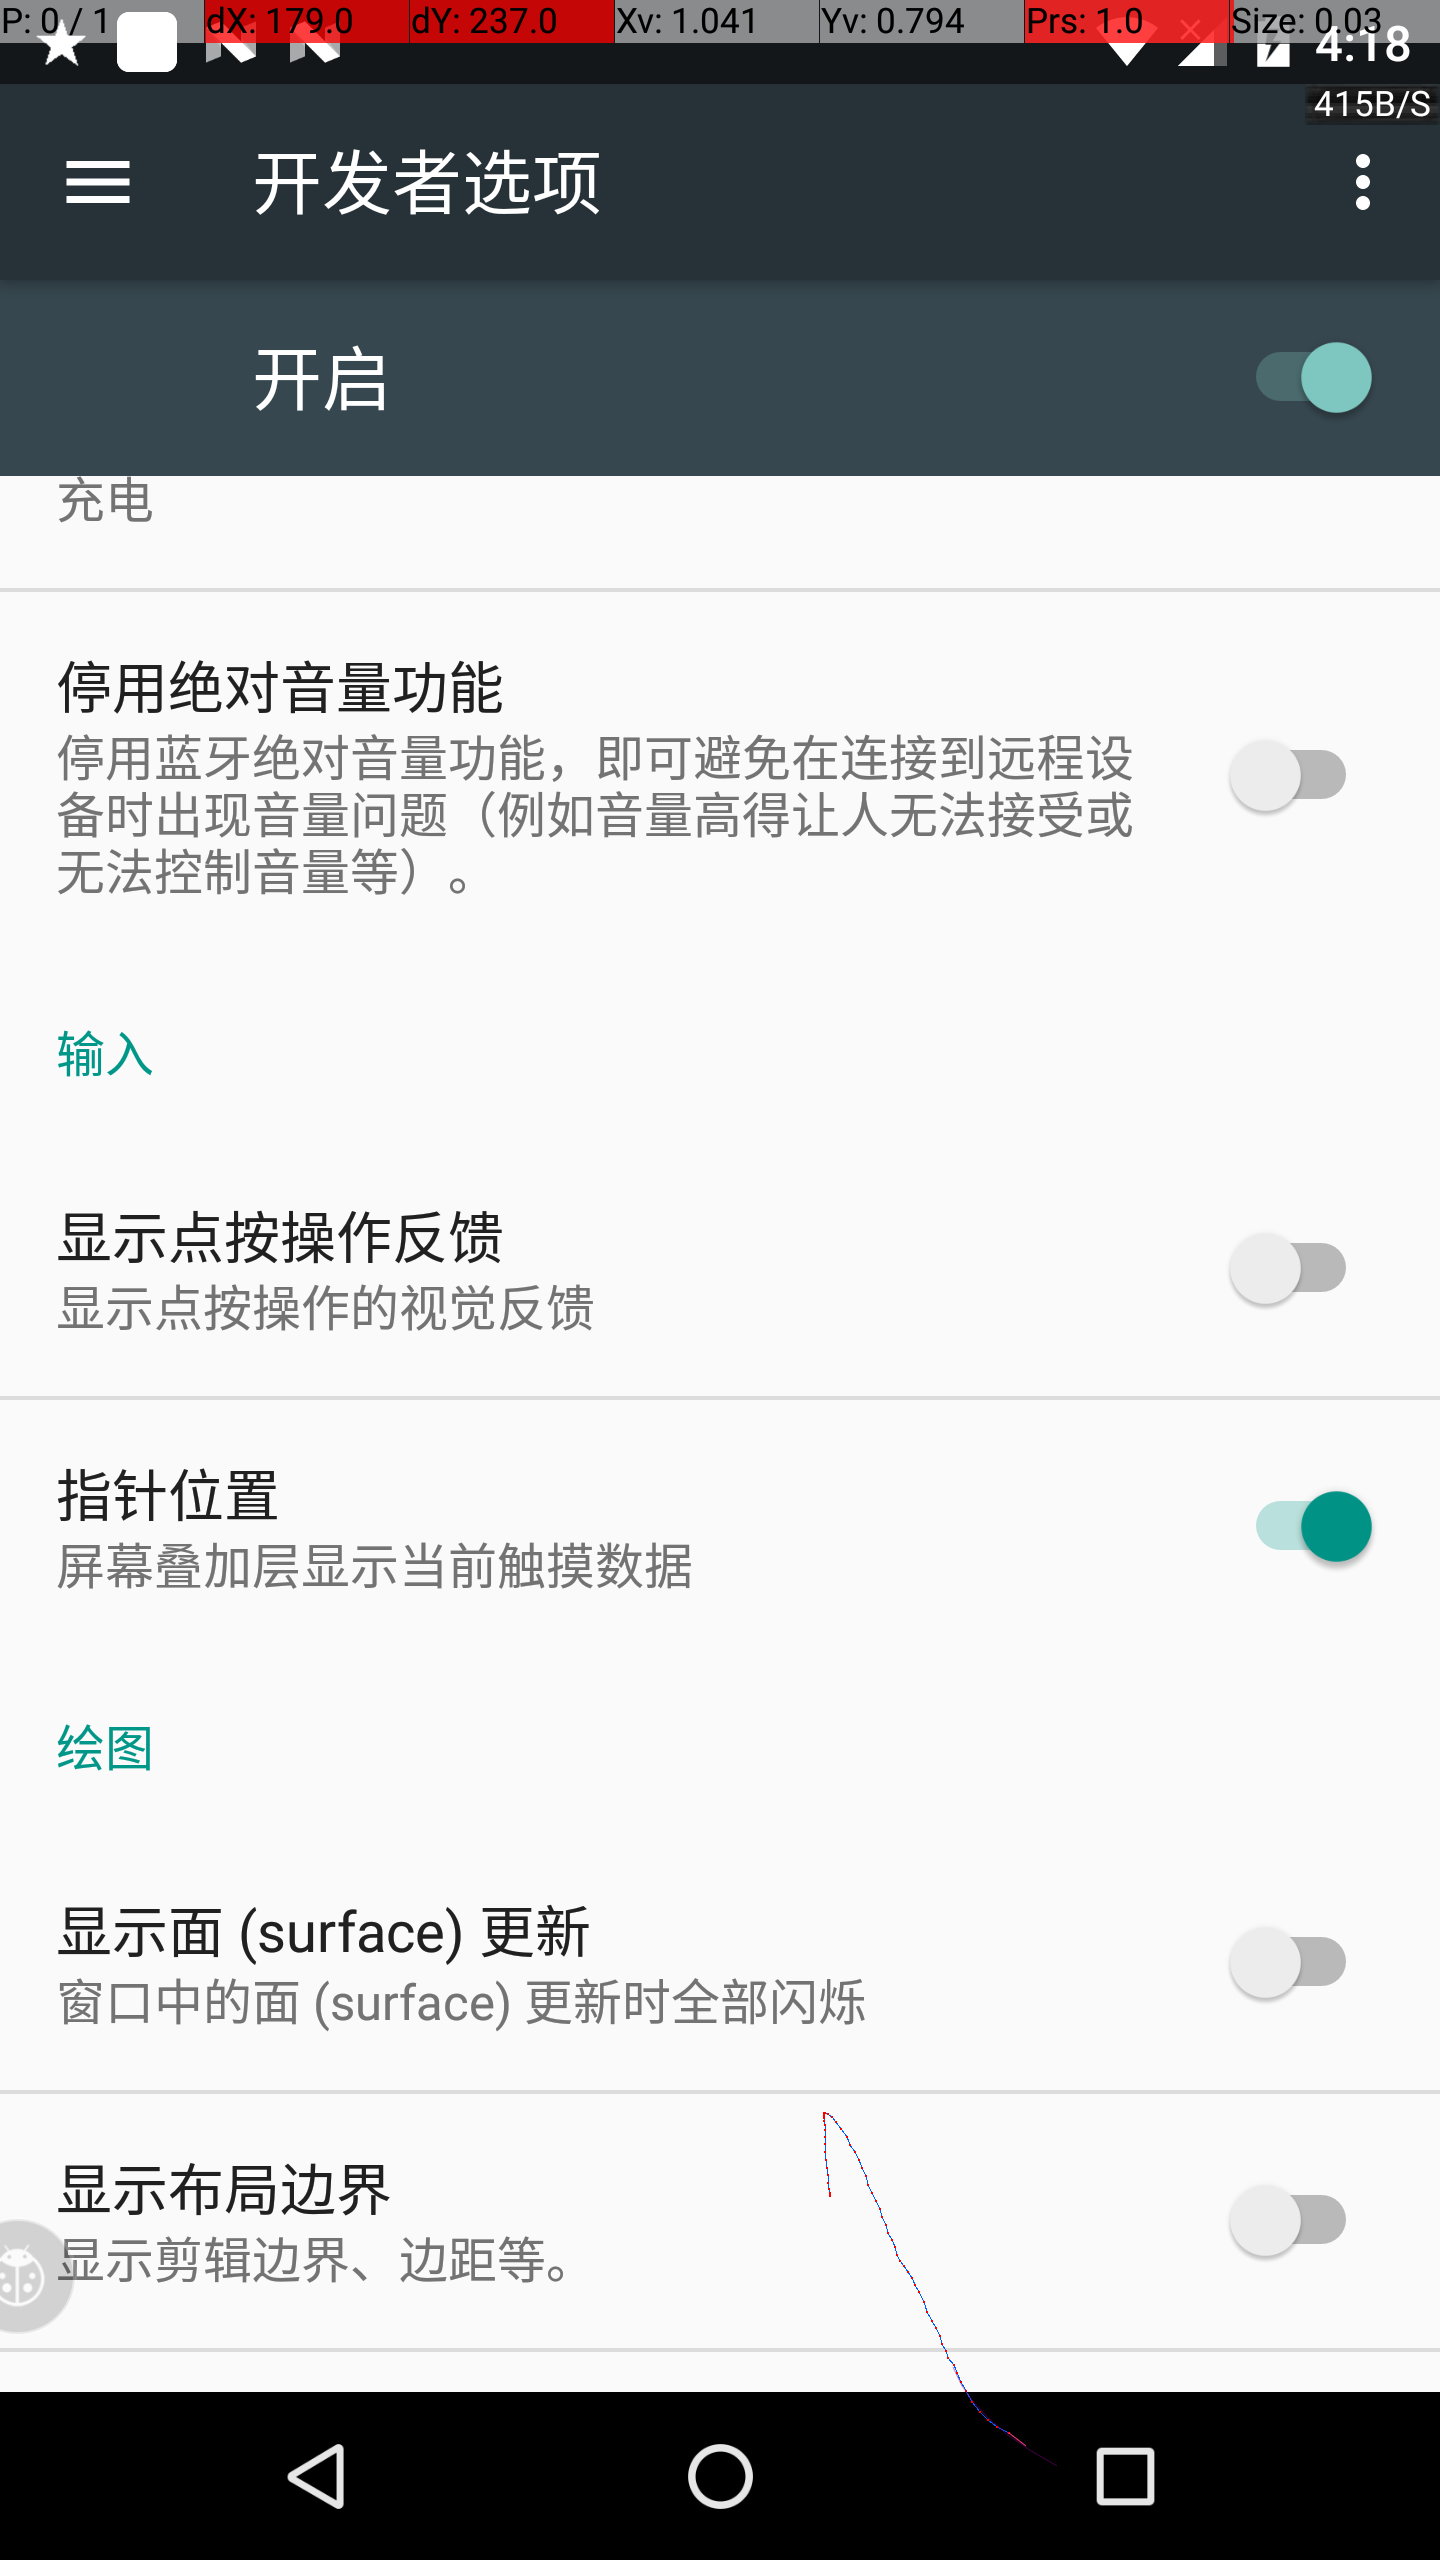 P: 0 / 1 dX: 179.0 dY: 237.0 Xv: 1.041 Yv: 0.794 Prs: 1.0 Size: 0.03
4:18
415B/S
开发者选项
开启
充电
停用绝对音量功能
停用蓝牙绝对音量功能，即可避免在连接到远程设
备时出现音量问题（例如音量高得让人无法接受或
无法控制音量等）。
输入
显示点按操作反馈
显示点按操作的视觉反馈
指针位置
屏幕叠加层显示当前触摸数据
绘图
显示面 (surface) 更新
窗口中的面 (surface) 更新时全部闪烁
显示布局边界
显示剪辑边界、边距等。